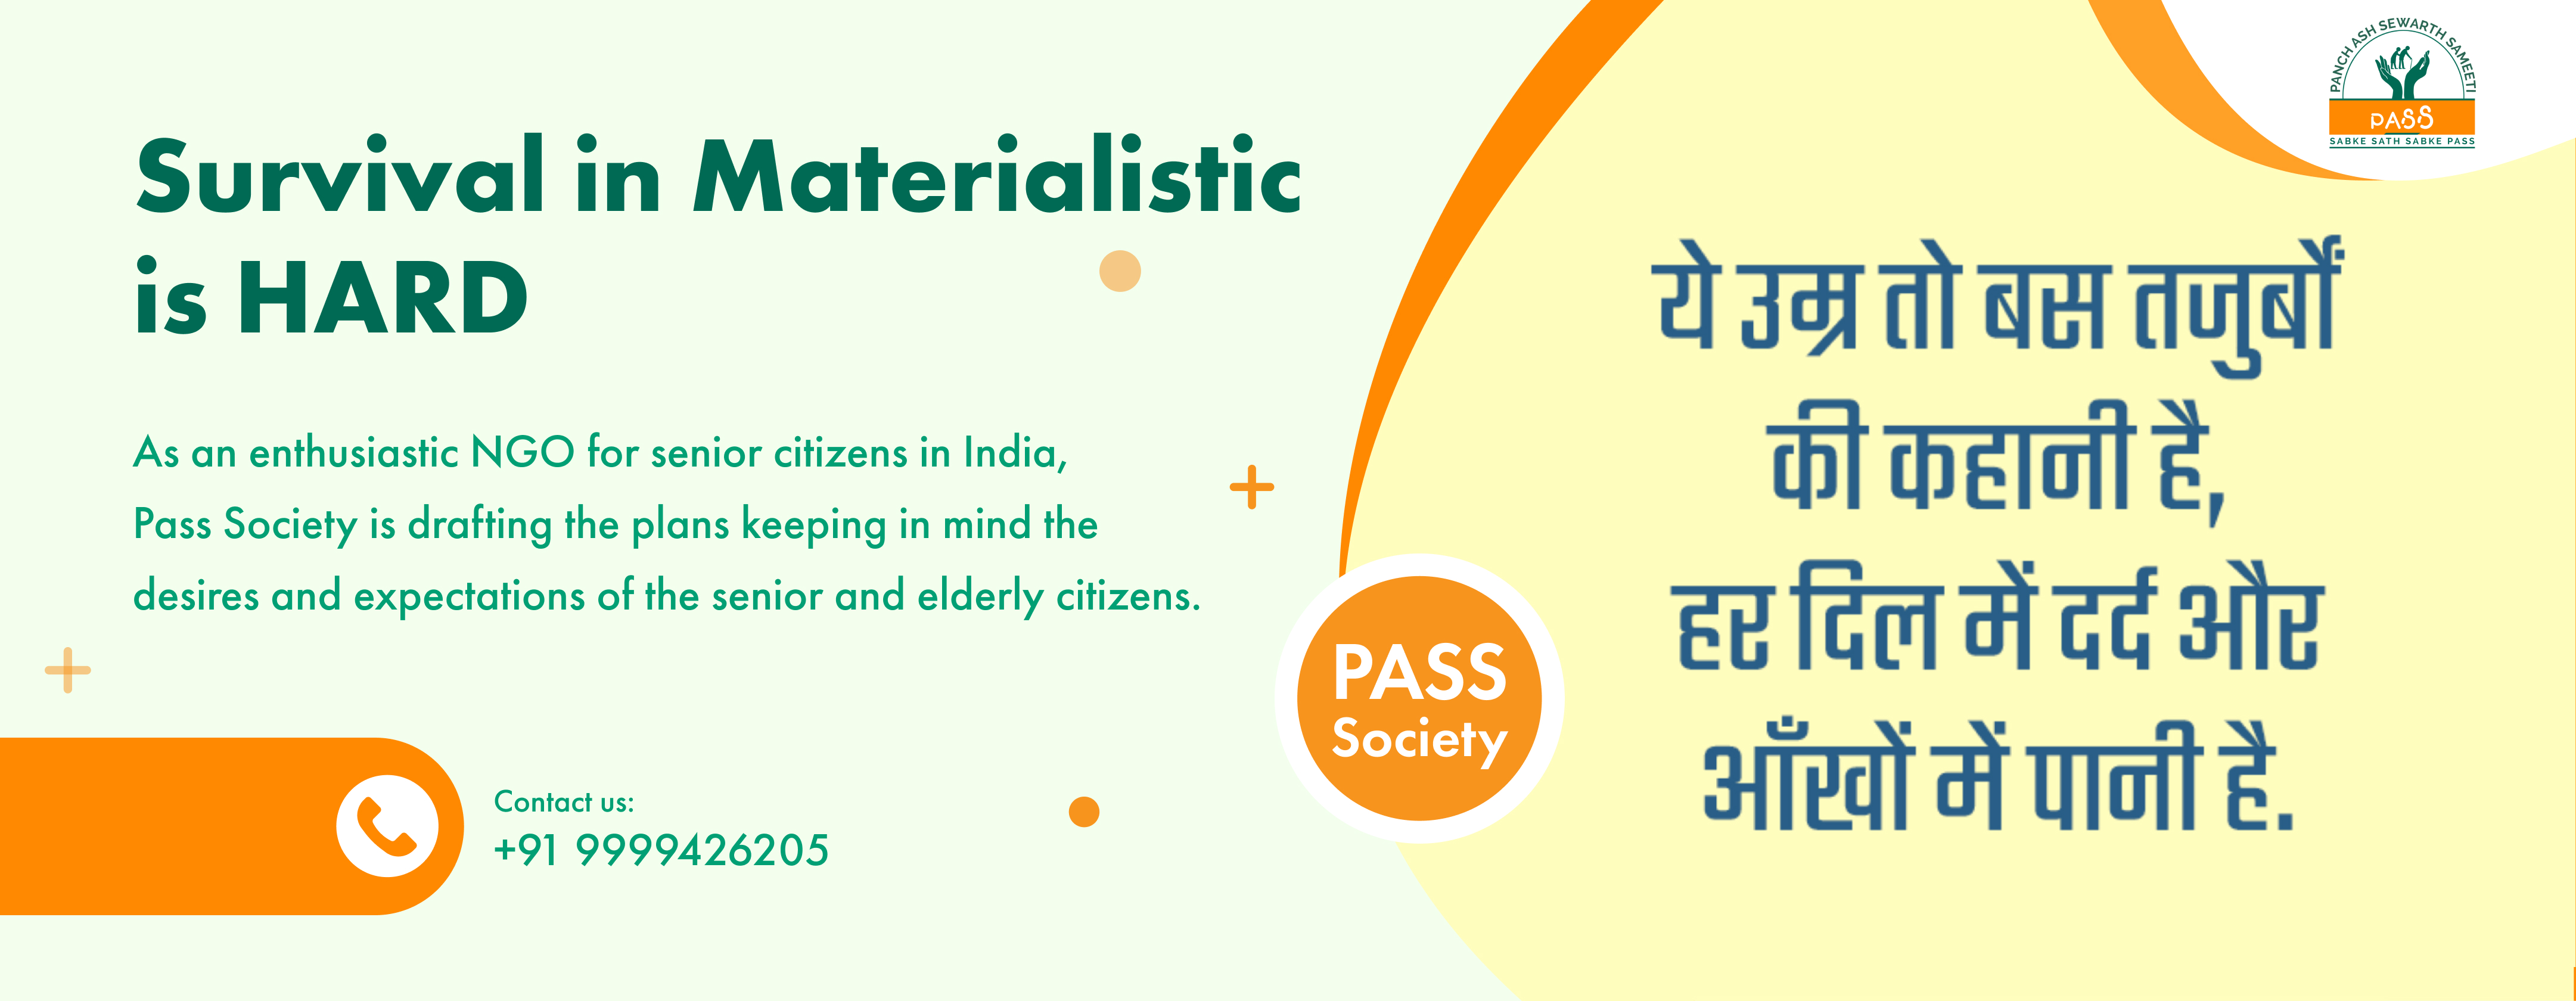 Survival in Materialistic
is HARD
As an enthusiastic NGO for senior citizens in India,
Pass Society is drafting the plans keeping in mind the
desires and expectations of the senior and elderly citizens.
Contact us:
+91 9999426205
PASS
Society
PANCH ASH SEWARTH SAMEETI
PASS
SABKE SATH SABKE PASS
ये उम्र तो बस तजुर्बों
की कहानी है,
हर दिल में दर्द और
आँखों में पानी है.